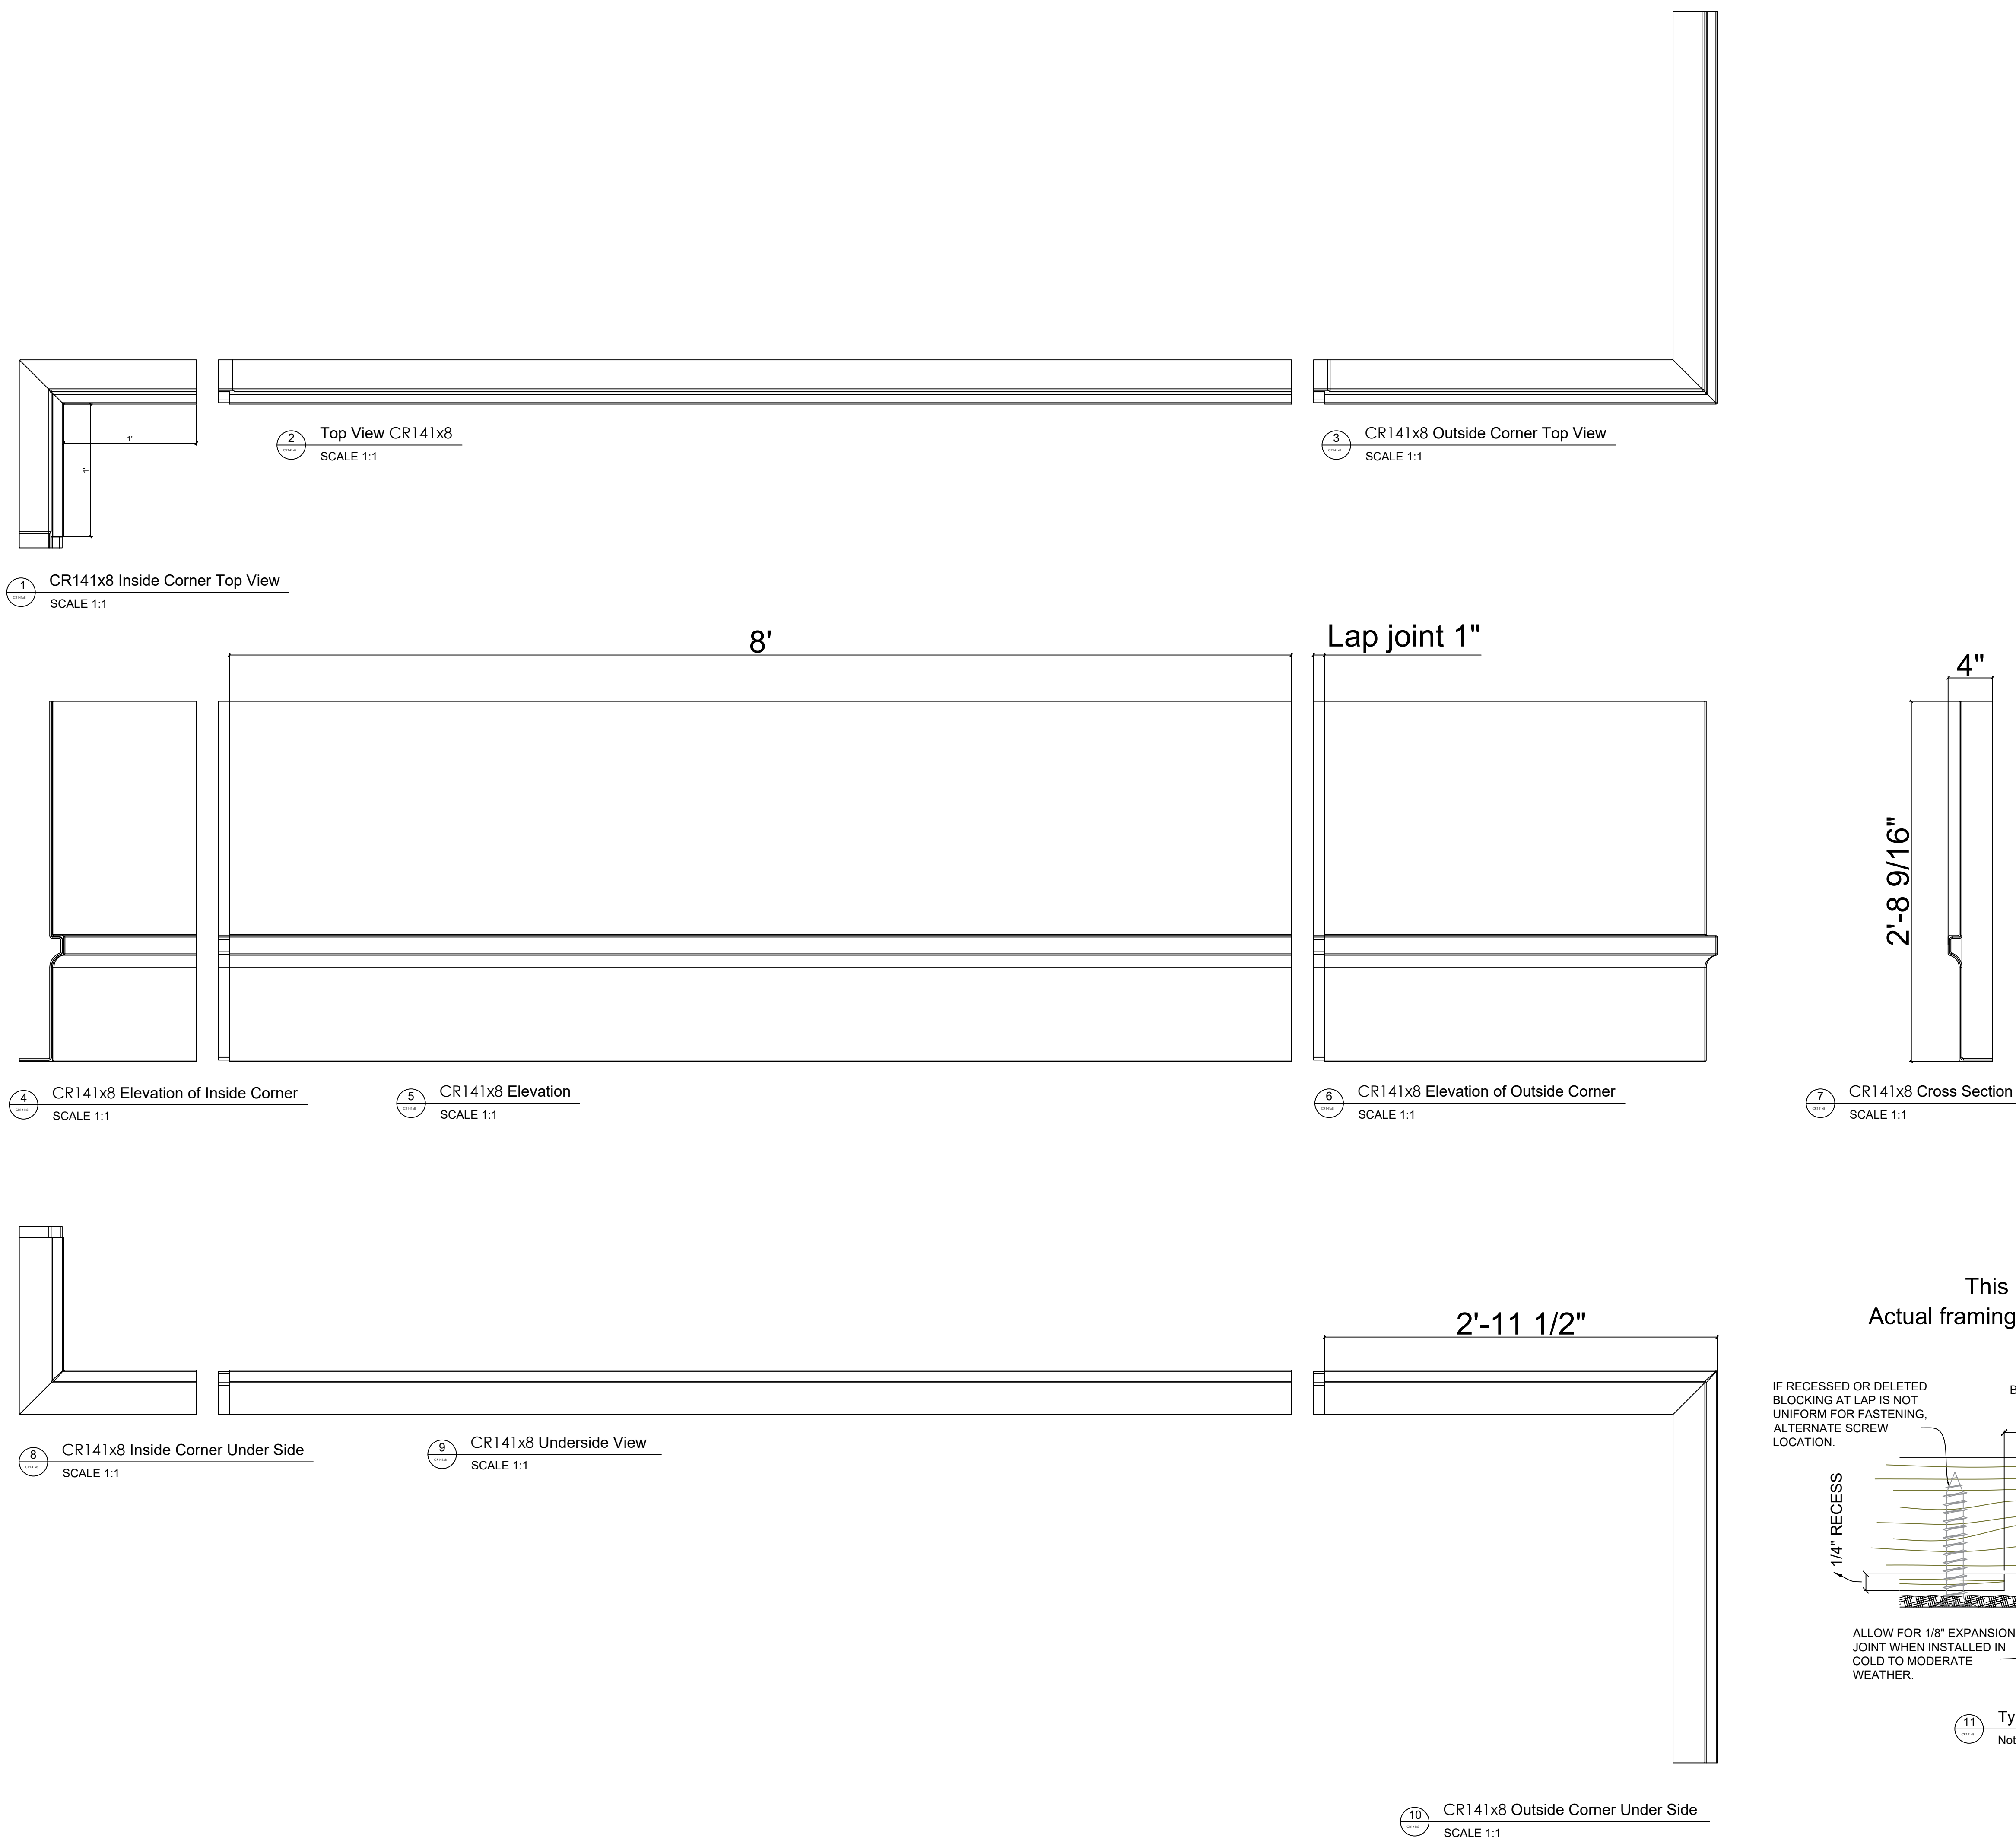 1'
1'
2
Top View CR141x8
SCALE 1:1
3
CR141x8 Outside Corner Top View
SCALE 1:1
1
CR141x8 Inside Corner Top View
SCALE 1:1
8'
Lap joint 1"
4"
2'-8 9/16"
4
CR141x8 Elevation of Inside Corner
SCALE 1:1
5
CR141x8 Elevation
SCALE 1:1
6
CR141x8 Elevation of Outside Corner
SCALE 1:1
7
CR141x8 Cross Section
SCALE 1:1
2'-11 1/2"
This
Actual framing
IF RECESSED OR DELETED
BLOCKING AT LAP IS NOT
UNIFORM FOR FASTENING,
ALTERNATE SCREW
LOCATION.
8
CR141x8 Inside Corner Under Side
SCALE 1:1
9
CR141x8 Underside View
SCALE 1:1
1/4" RECESS
ALLOW FOR 1/8" EXPANSION
JOINT WHEN INSTALLED IN
COLD TO MODERATE
WEATHER.
11
Ty
Not
10
CR141x8 Outside Corner Under Side
SCALE 1:1